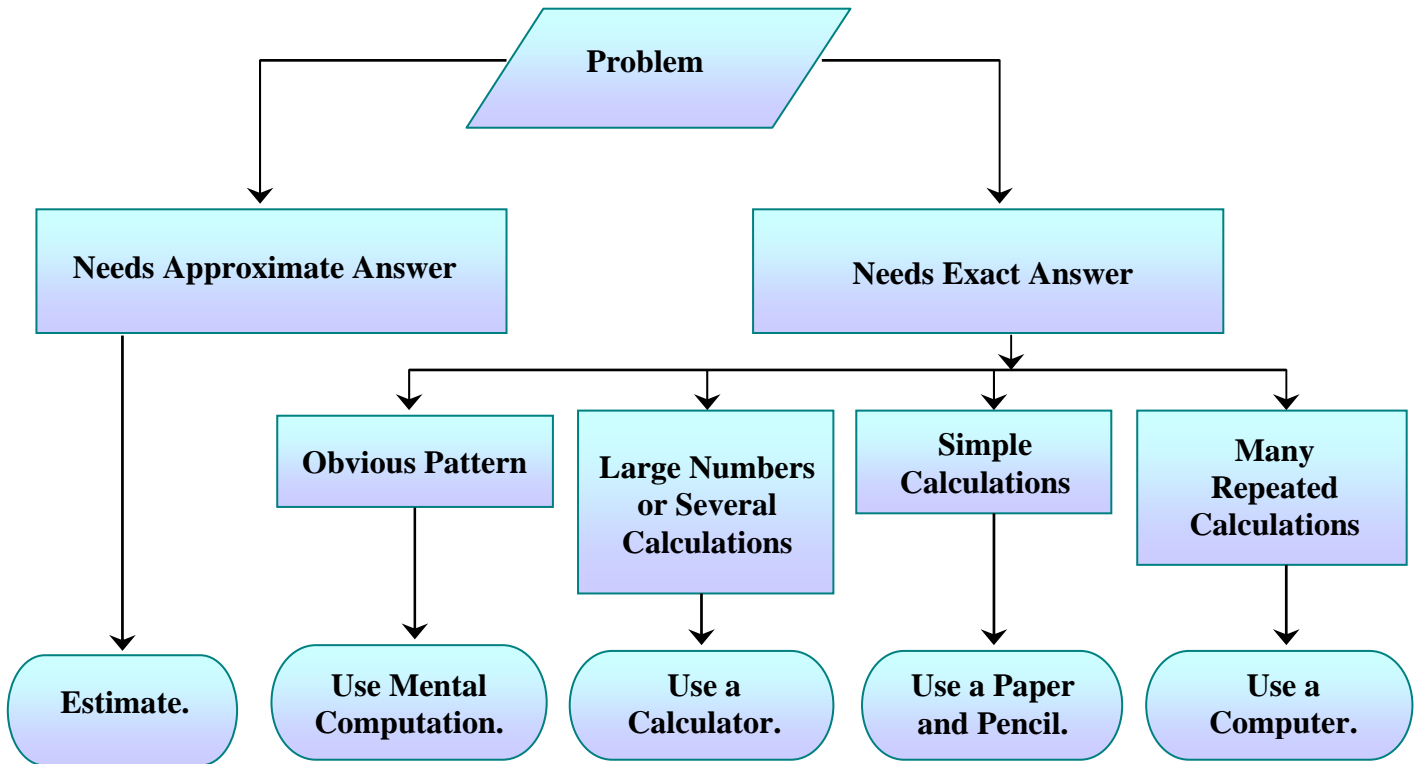 Problem
Needs Approximate Answer
Needs Exact Answer
Obvious Pattern
Large Numbers
or Several
Calculations
Simple
Calculations
Many
Repeated
Calculations
Estimate.
Use Mental
Computation.
Use a
Calculator.
Use a Paper
and Pencil.
Use a
Computer.